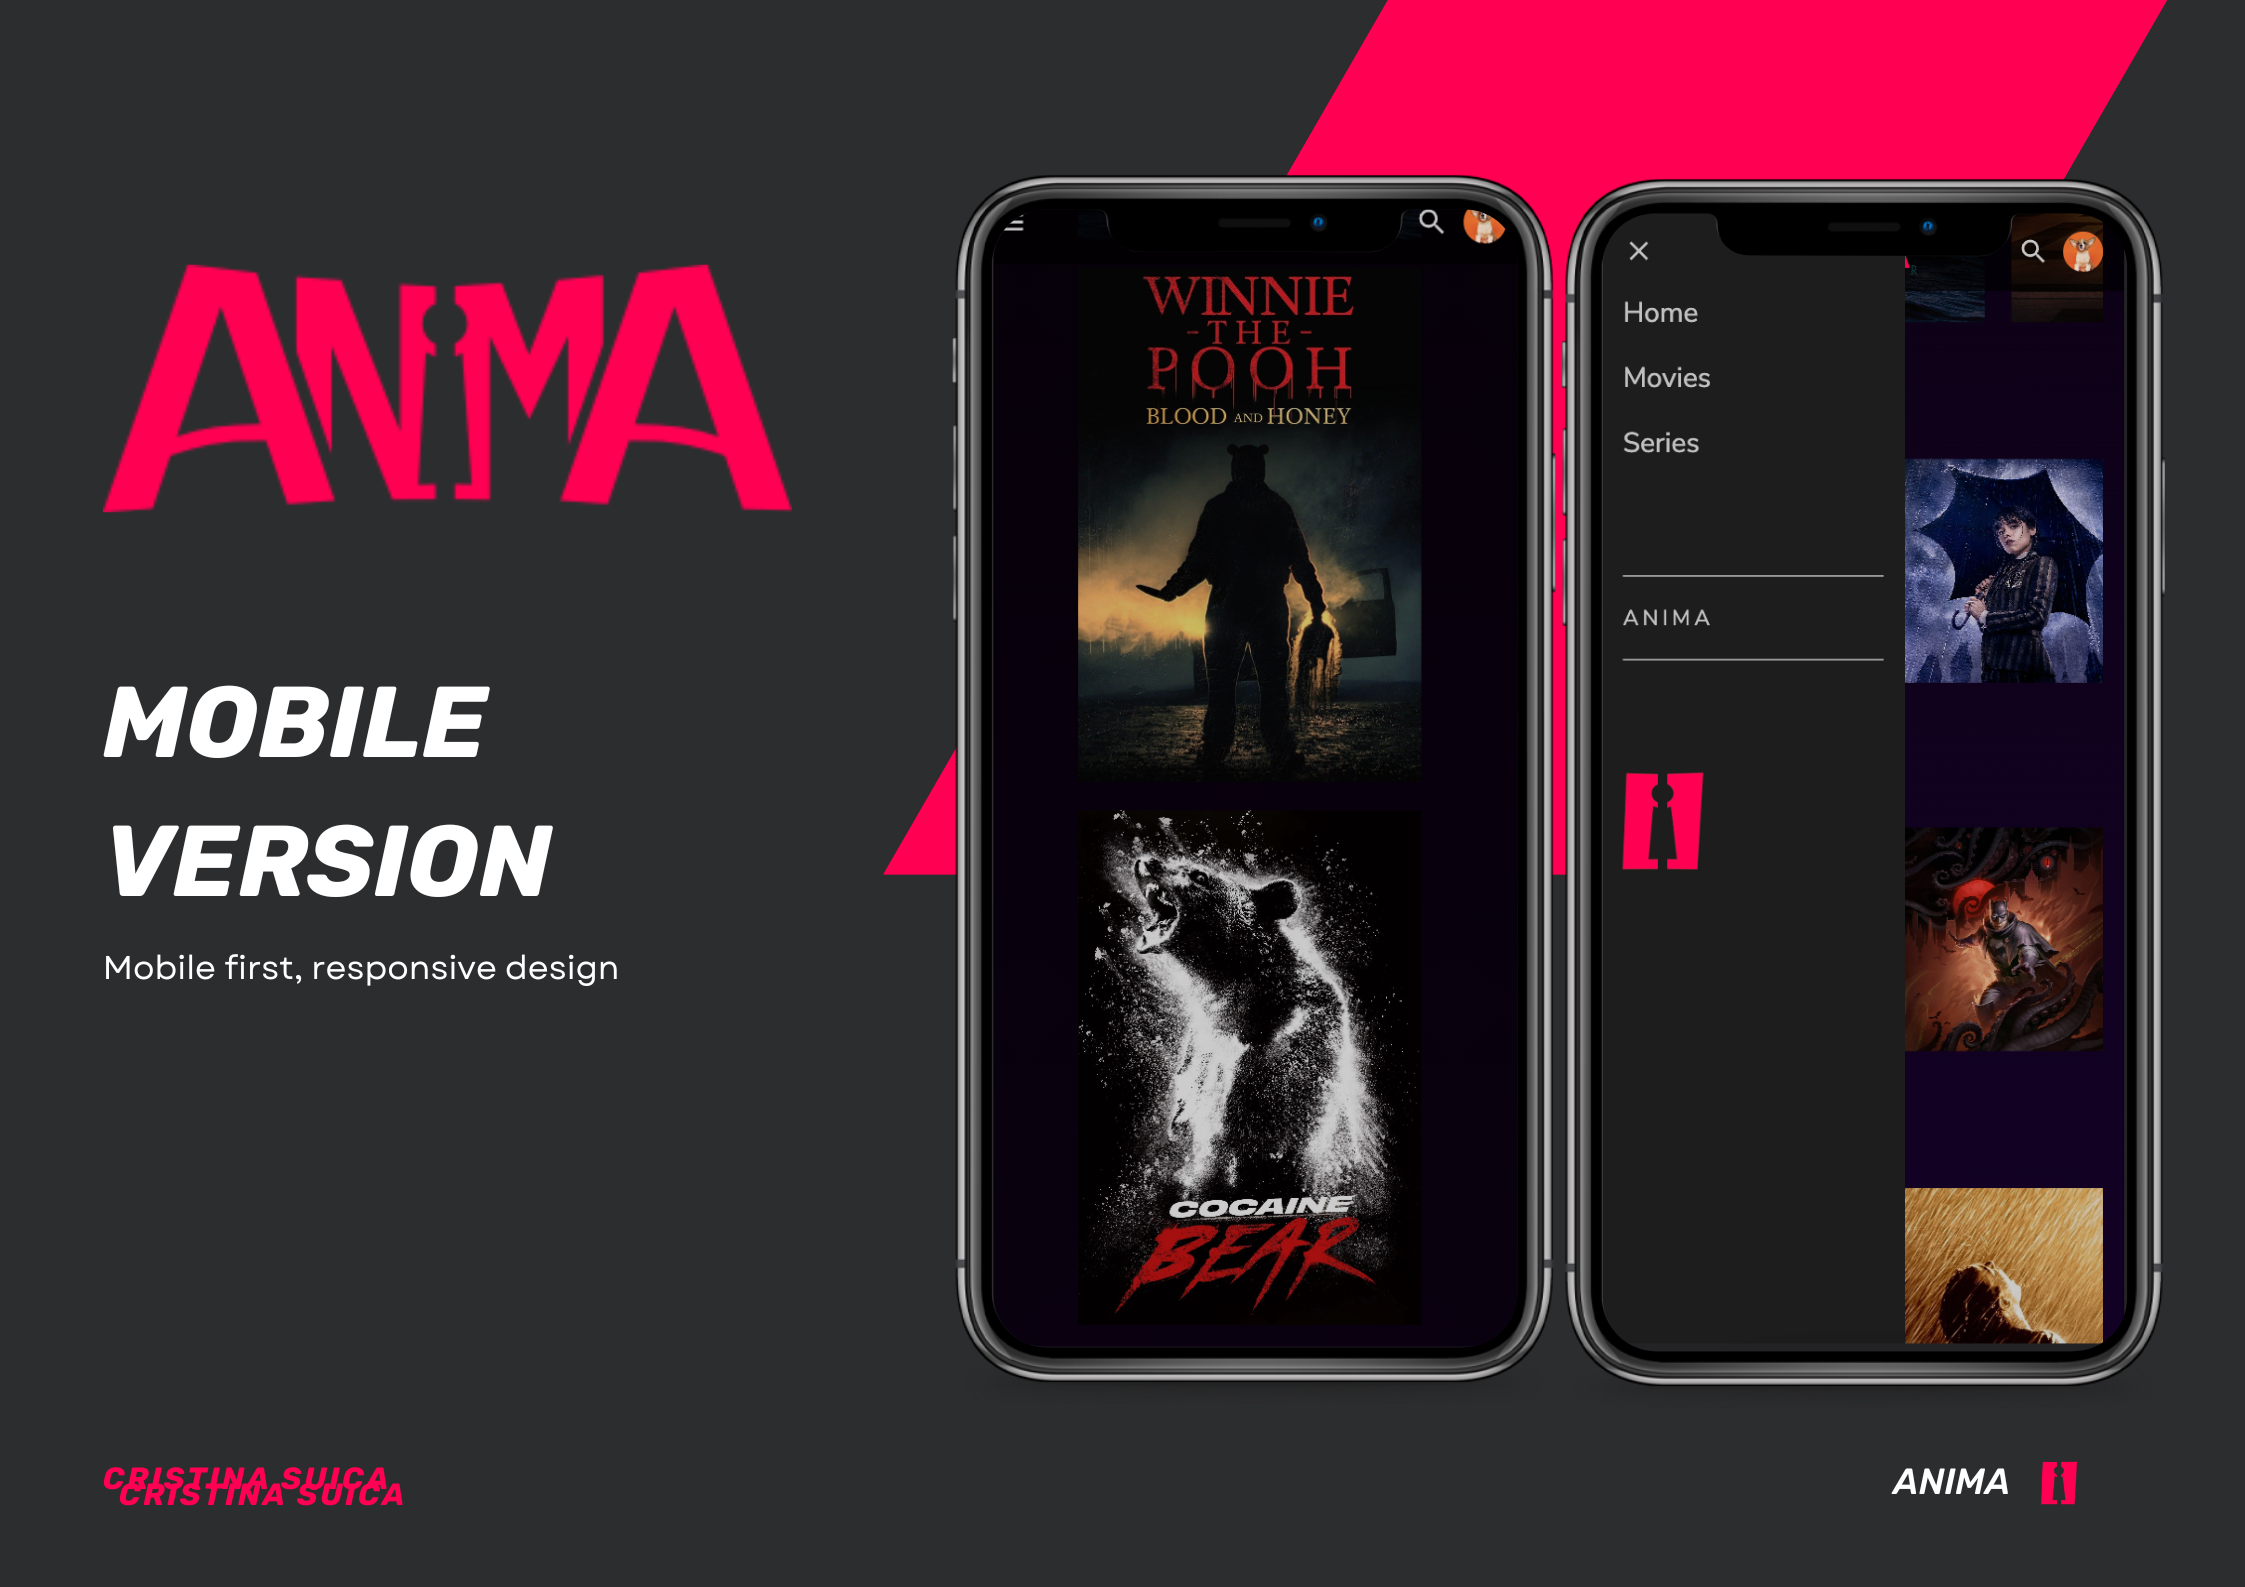 ANIMA
MOBILE
VERSION
Mobile first, responsive design
WINNIE
-THE-
POOH
BLOOD AND HONEY
COCAINE
BEAR
Home
Movies
Series
ANIMA
CRISTINA SUICA
CRISTINA SUICA
ANIMA